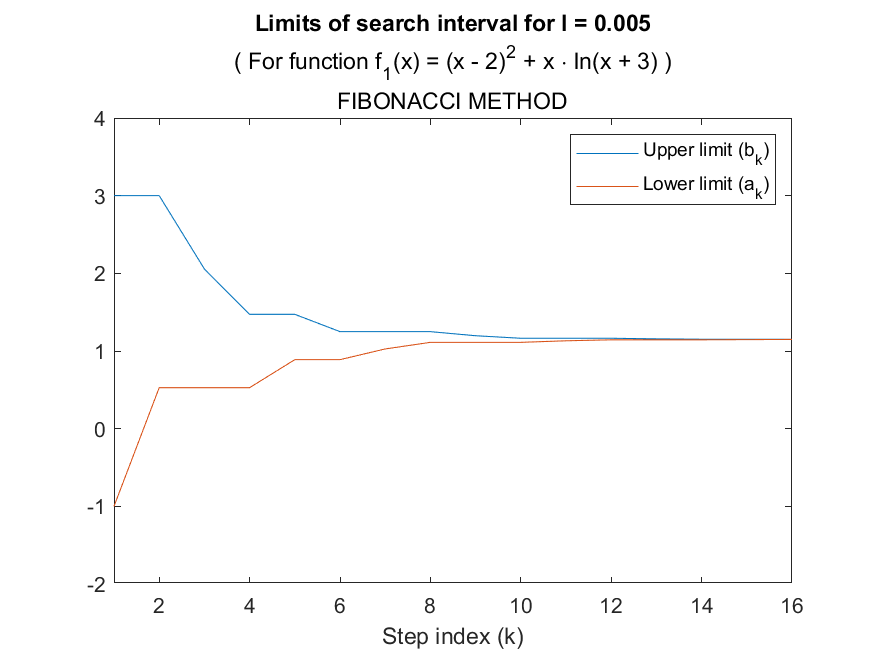 Limits of search interval for l = 0.005
( For function f₁(x) = (x - 2)² + x · ln(x + 3) )
FIBONACCI METHOD
4
3
2
1
0
-1
-2
Upper limit (bₖ)
Lower limit (aₖ)
2 4 6 8 10 12 14 16
Step index (k)